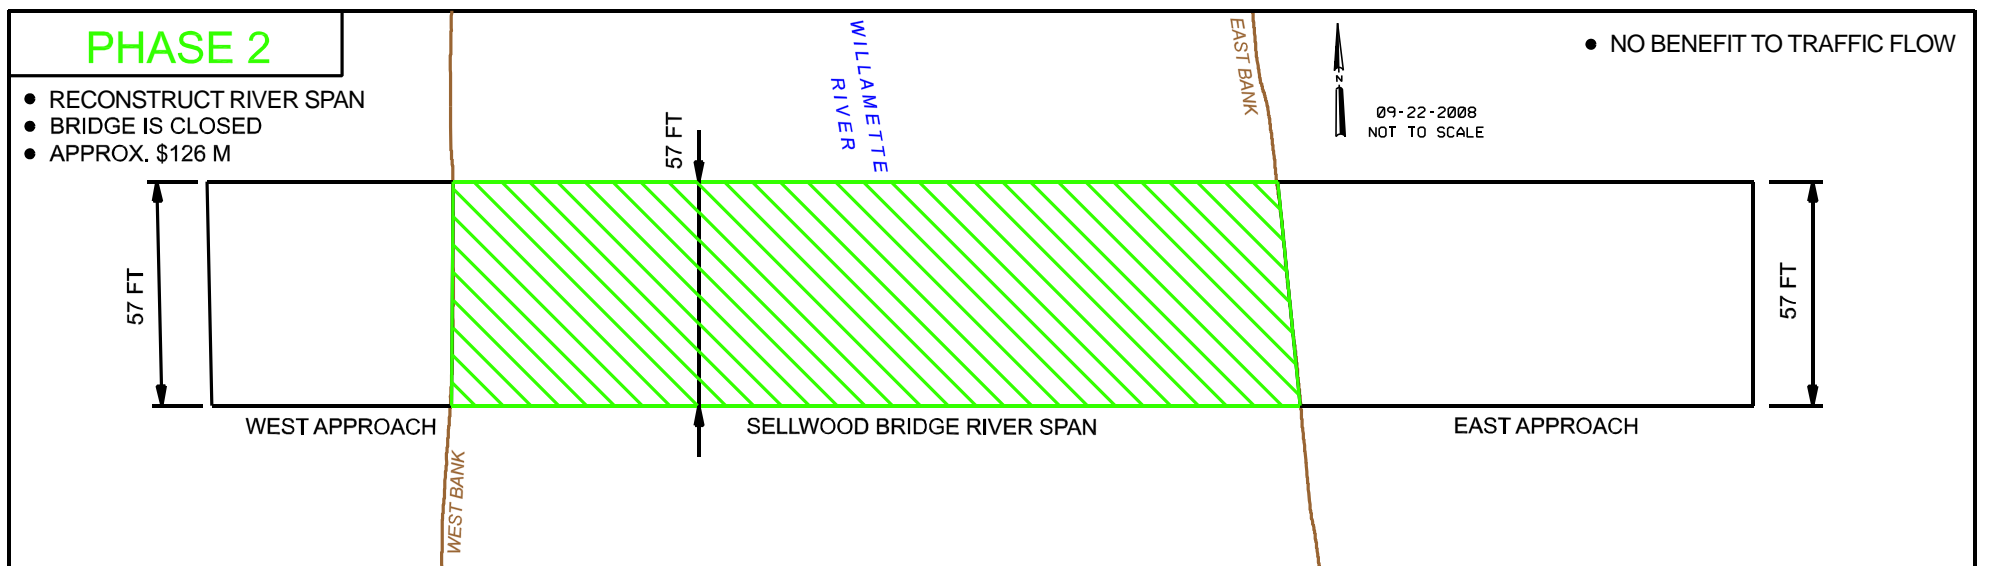 PHASE 2
• RECONSTRUCT RIVER SPAN
• BRIDGE IS CLOSED
• APPROX. $126 M
WILLAMETTE
RIVER
EAST BANK
N
09-22-2008
NOT TO SCALE
• NO BENEFIT TO TRAFFIC FLOW
57 FT
57 FT
57 FT
WEST APPROACH
SELLWOOD BRIDGE RIVER SPAN
EAST APPROACH
WEST BANK